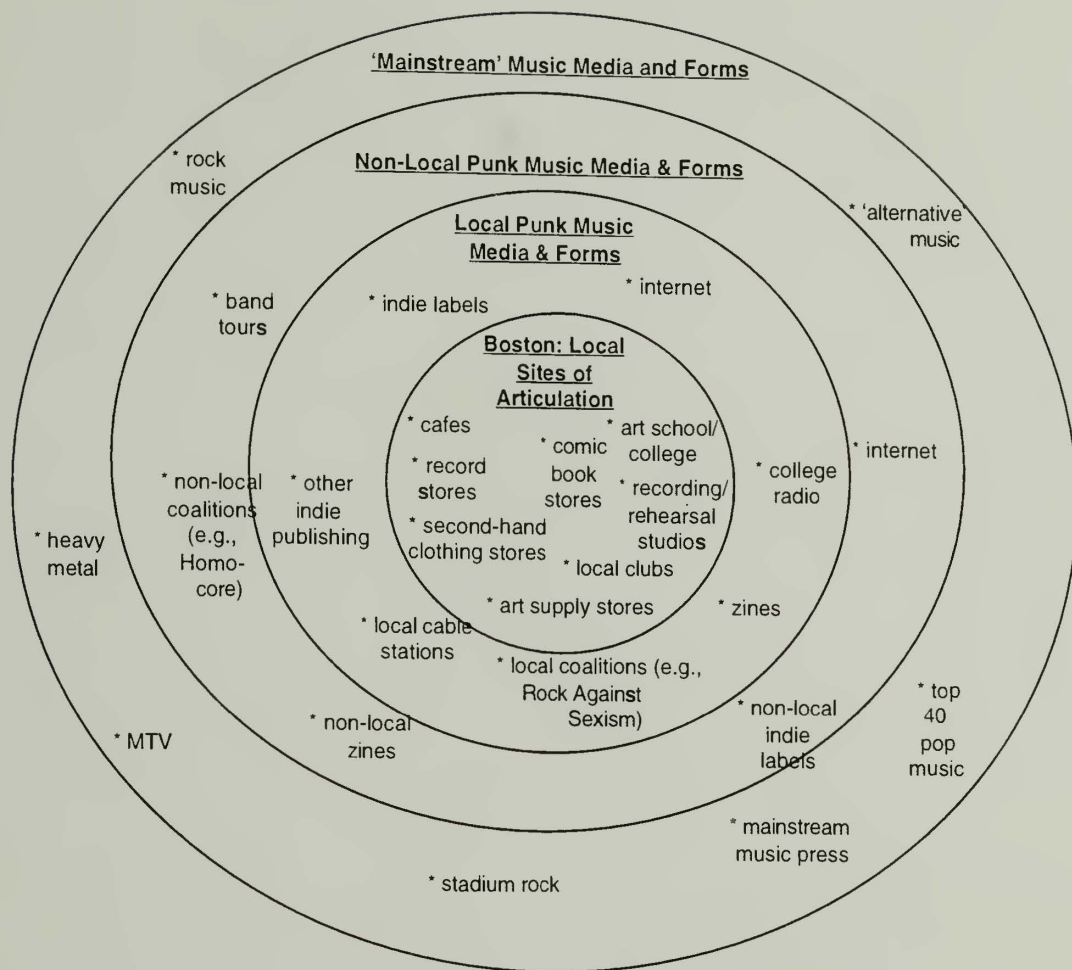 ‘Mainstream’ Music Media and Forms
* rock
music
Non-Local Punk Music Media & Forms
* ‘alternative’
music
Local Punk Music
Media & Forms
* band
tours
* indie labels
* internet
Boston: Local
Sites of
Articulation
* cafes
* art school/
college
* comic
book
stores
* record
stores
* recording/
rehearsal
studios
* second-hand
clothing stores
* local clubs
* art supply stores
* college
radio
* internet
* non-local
coalitions
(e.g.,
Homo-
core)
* other
indie
publishing
* heavy
metal
* zines
* local cable
stations
* local coalitions (e.g.,
Rock Against
Sexism)
* non-local
zines
* non-local
indie
labels
* top
40
pop
music
* MTV
* mainstream
music press
* stadium rock